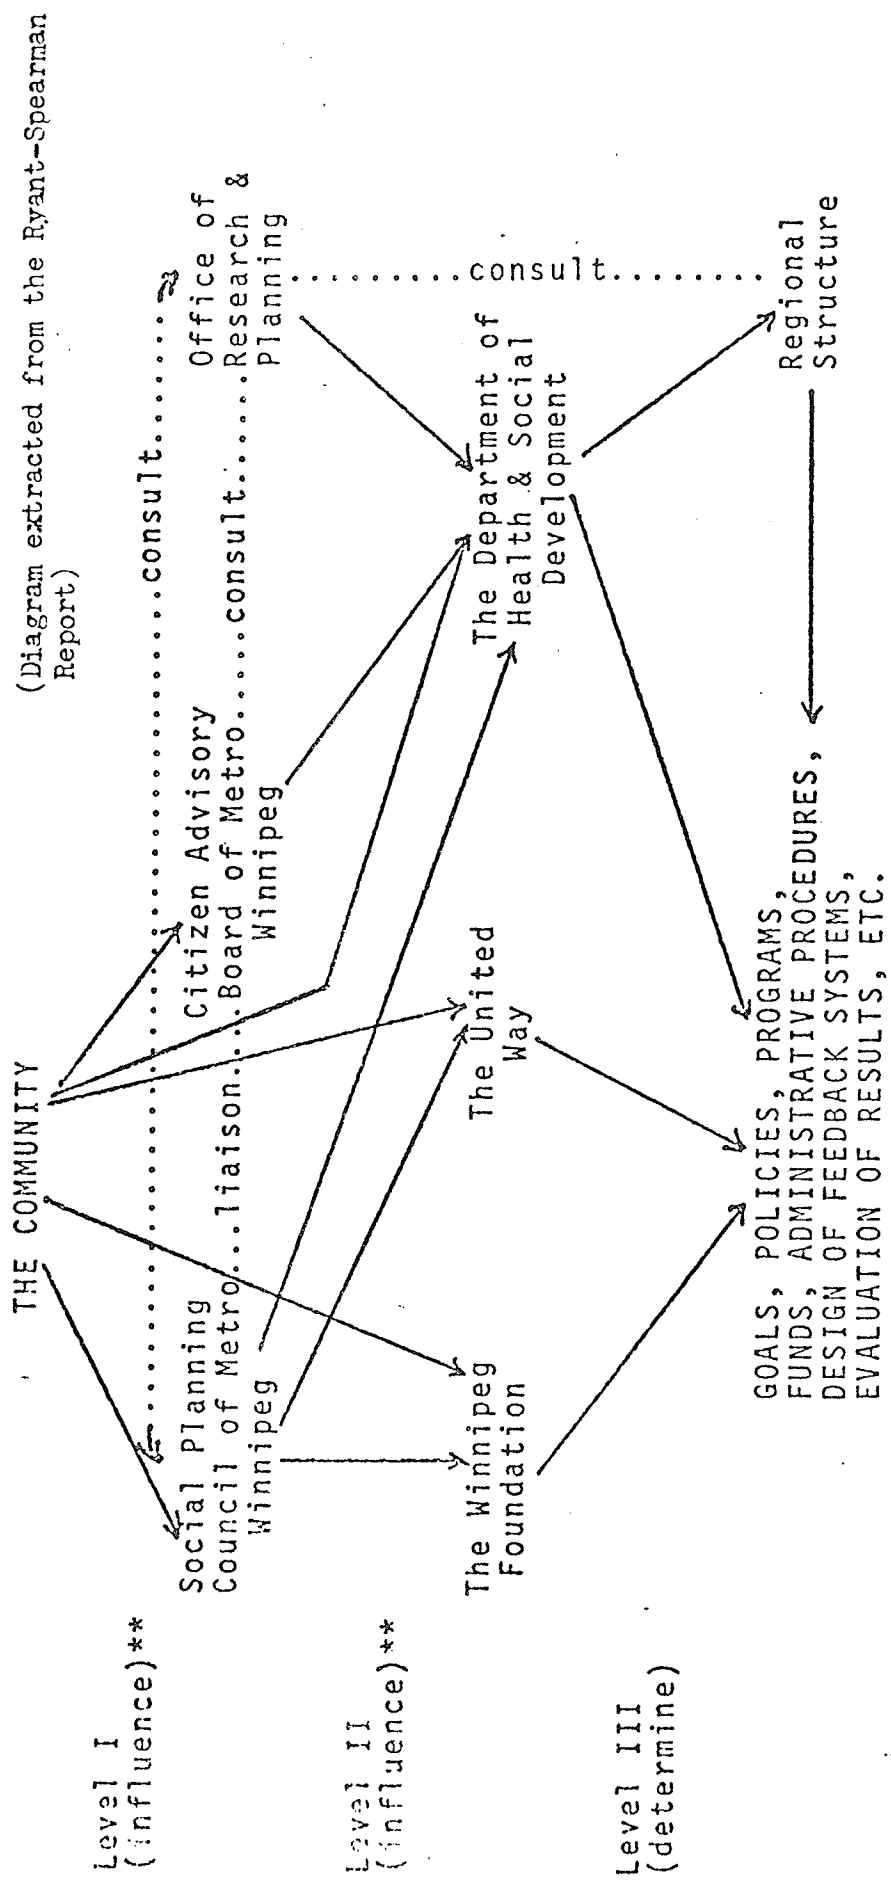 (Diagram extracted from the Ryant-Spearman
Report)
THE COMMUNITY
Level I
(influence)**
consult
Social Planning
Council of Metro...liaison....Board of Metro.....consult......Research &
Winnipeg
Citizen Advisory
Winnipeg
Office of
Planning
Level II
(influence)**
consult
The Winnipeg
Foundation
The United
Way
The Department of
Health & Social
Development
Level III
(determine)
Regional
Structure
GOALS, POLICIES, PROGRAMS,
FUNDS, ADMINISTRATIVE PROCEDURES,
DESIGN OF FEEDBACK SYSTEMS,
EVALUATION OF RESULTS, ETC.